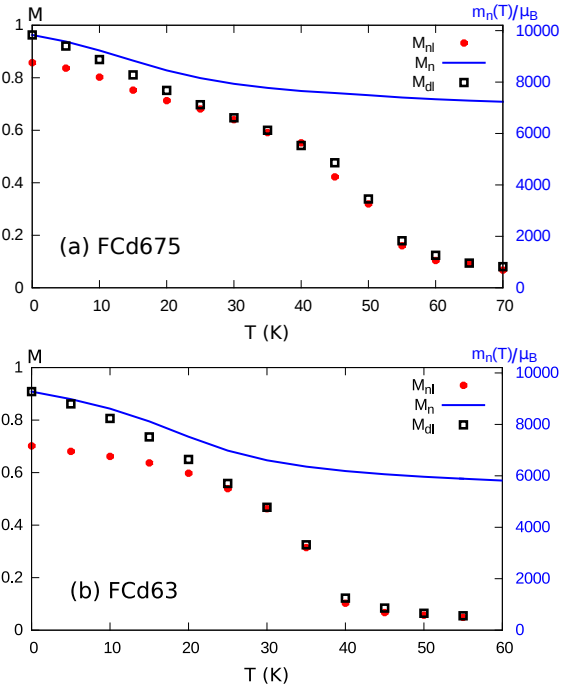 M
m_n(T)/μ_B
1
0.8
0.6
0.4
0.2
0
10000
8000
6000
4000
2000
0
M_nl
M_n
M_dl
(a) FCd675
0 10 20 30 40 50 60 70
T (K)
M
m_n(T)/μ_B
1
0.8
0.6
0.4
0.2
0
10000
8000
6000
4000
2000
0
M_nl
M_n
M_dl
(b) FCd63
0 10 20 30 40 50 60
T (K)